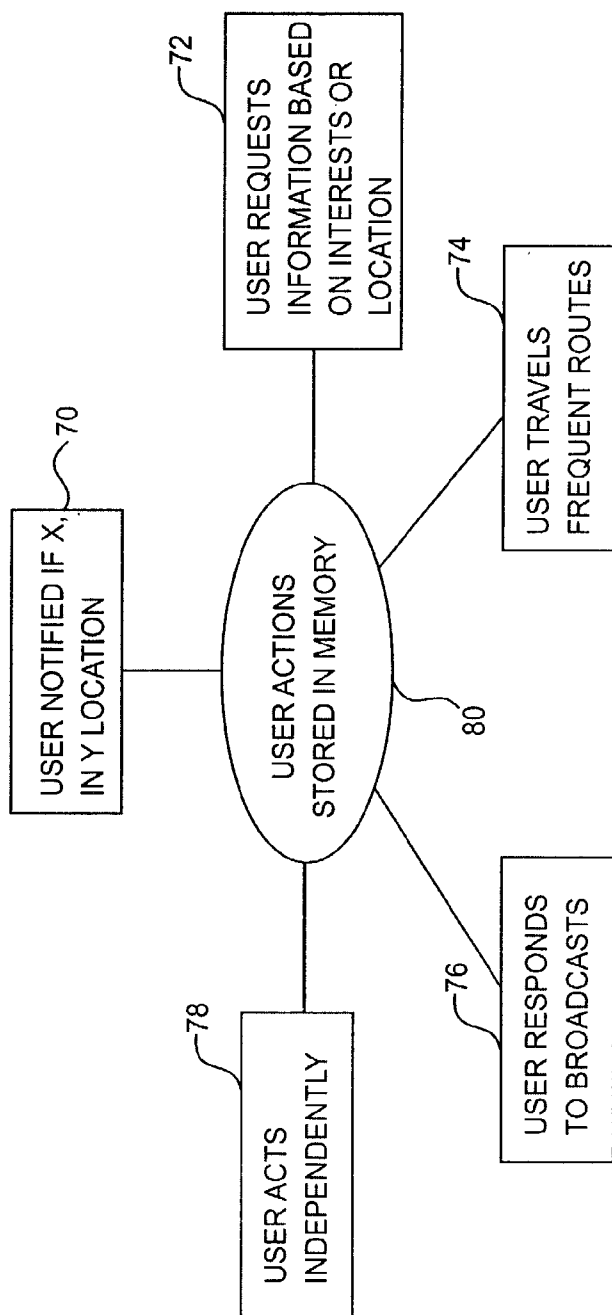 70
USER NOTIFIED IF X,
IN Y LOCATION
72
USER REQUESTS
INFORMATION BASED
ON INTERESTS OR
LOCATION
78
USER ACTS
INDEPENDENTLY
USER ACTIONS
STORED IN MEMORY
80
74
USER TRAVELS
FREQUENT ROUTES
76
USER RESPONDS
TO BROADCASTS